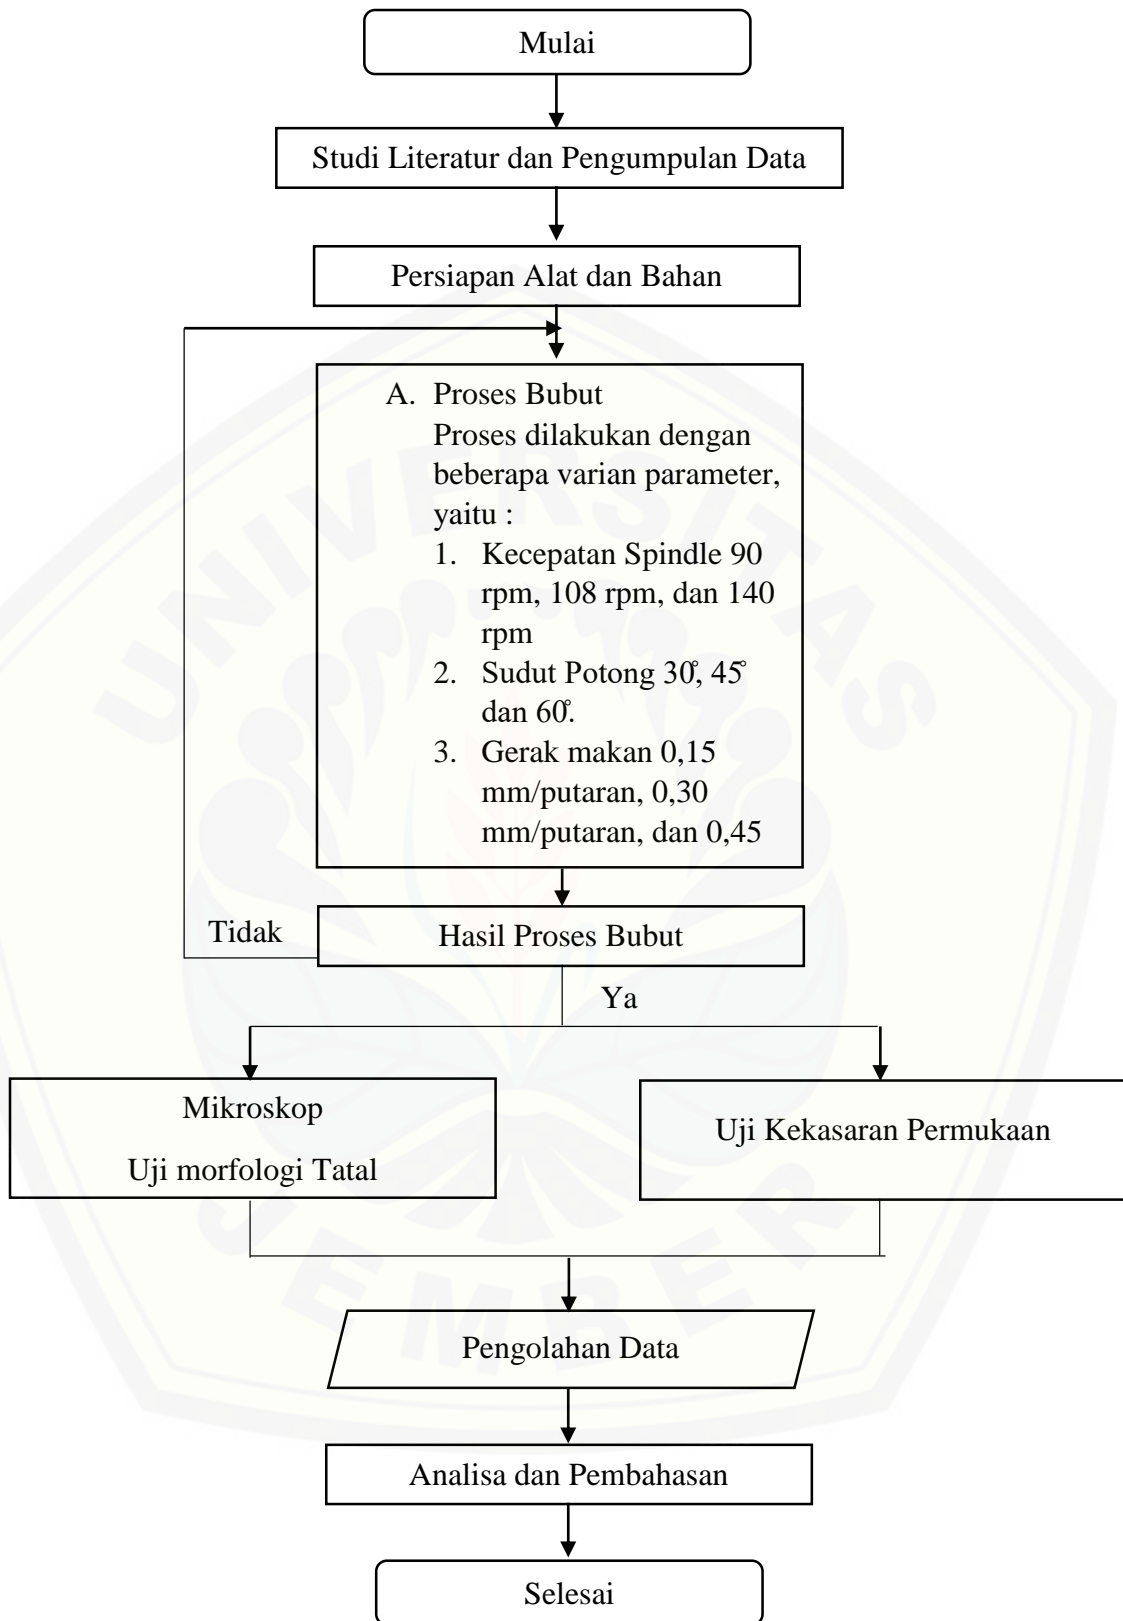 Mulai
Studi Literatur dan Pengumpulan Data
Persiapan Alat dan Bahan
A. Proses Bubut
Proses dilakukan dengan
beberapa varian parameter,
yaitu :
1. Kecepatan Spindle 90
rpm, 108 rpm, dan 140
rpm
2. Sudut Potong 30̊, 45̊
dan 60̊.
3. Gerak makan 0,15
mm/putaran, 0,30
mm/putaran, dan 0,45
Tidak
Hasil Proses Bubut
Ya
Mikroskop
Uji morfologi Tatal
Uji Kekasaran Permukaan
Pengolahan Data
Analisa dan Pembahasan
Selesai
UNIVERSITAS
JEMBER